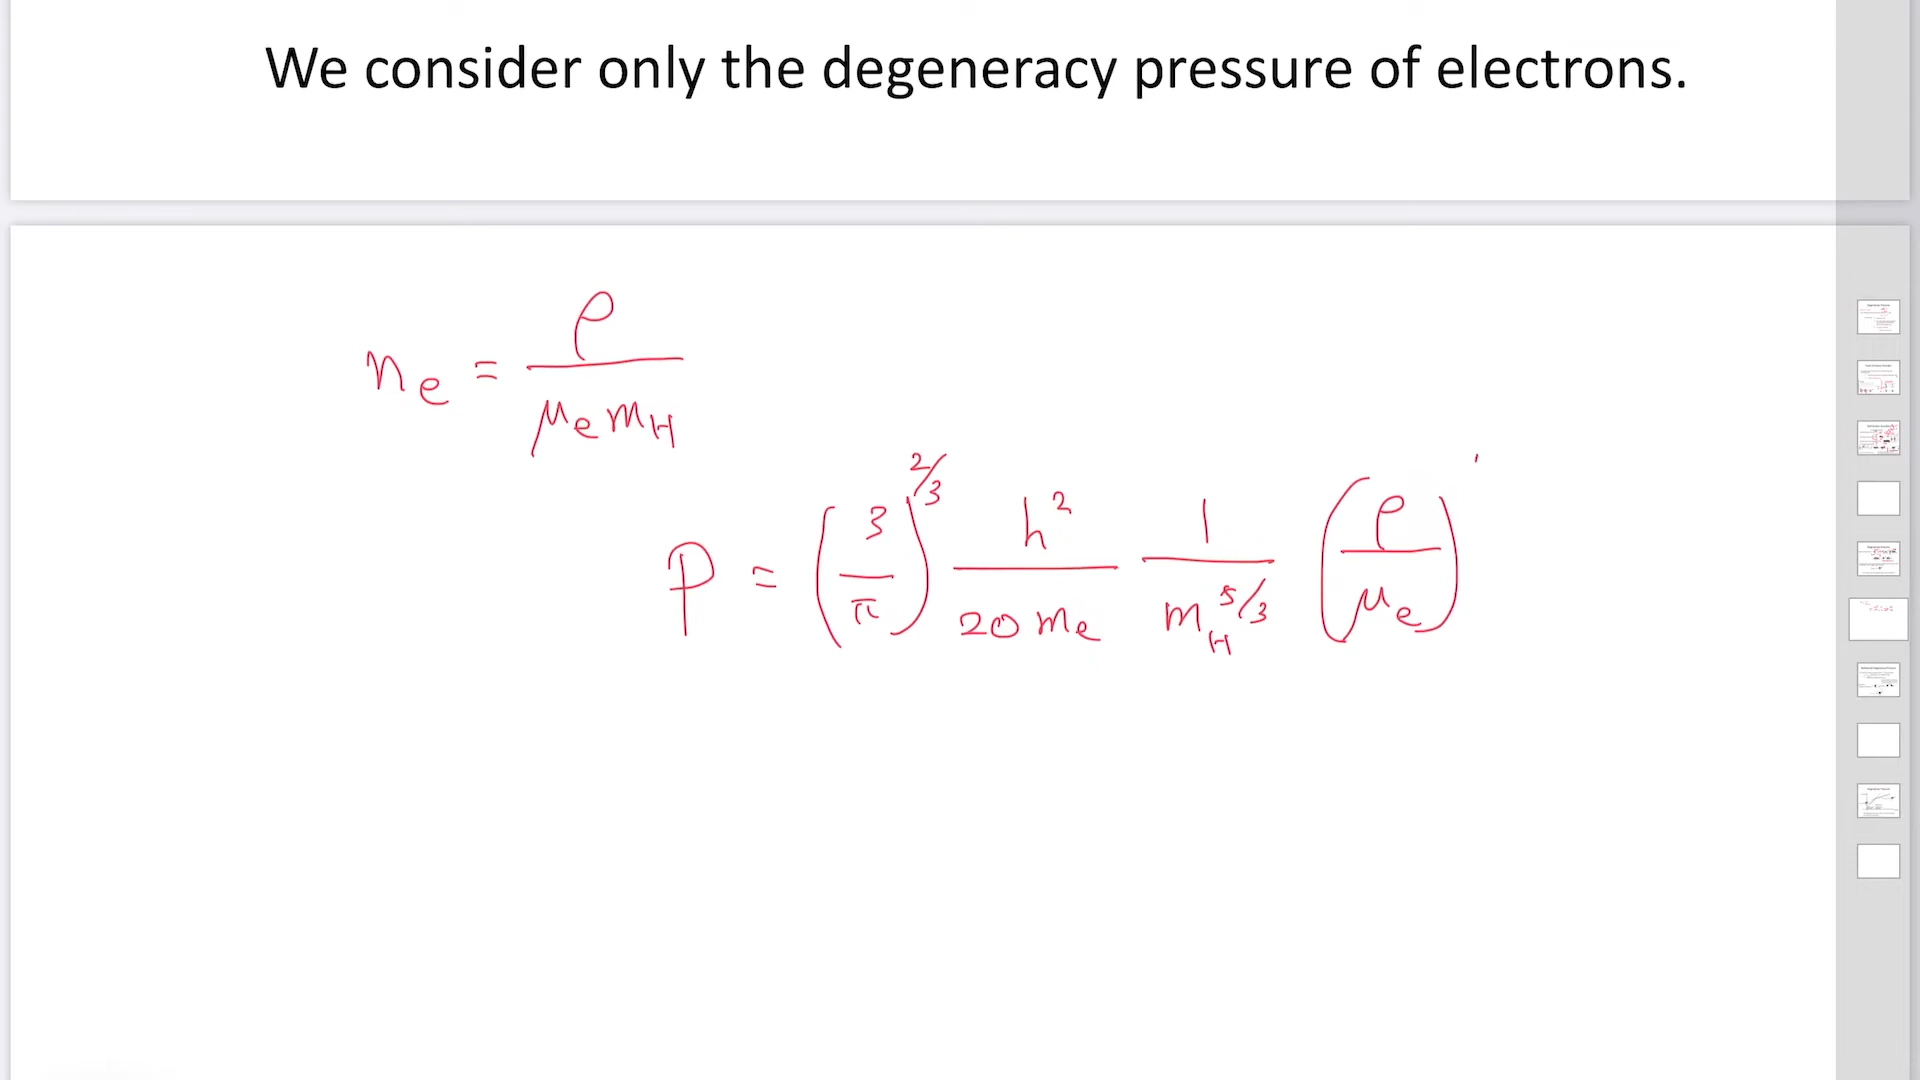 We consider only the degeneracy pressure of electrons.
n_e = ρ / (μ_e m_H)
P = (3/π)^{2/3} h^2 / (20 m_e) 1 / (m_H^{5/3}) (ρ/μ_e)^'